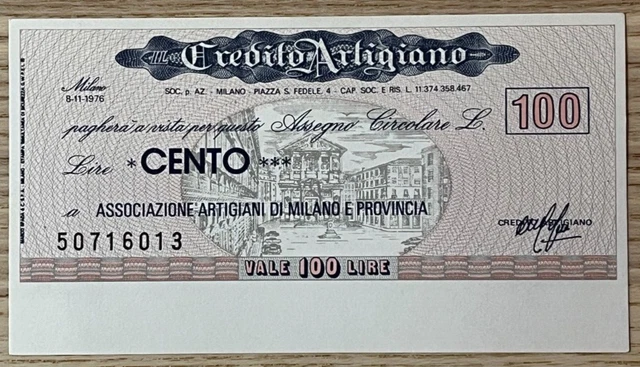 IL Credito Artigiano
SOC. p. AZ. - MILANO - PIAZZA S. FEDELE, 4 - CAP. SOC. E RIS. L. 11.374.358.467
Milano
8-11-1976
100
pagherà a vista per questo Assegno Circolare L.
Lire * CENTO ***
a ASSOCIAZIONE ARTIGIANI DI MILANO E PROVINCIA
50716013
CREDITO ARTIGIANO
VALE 100 LIRE